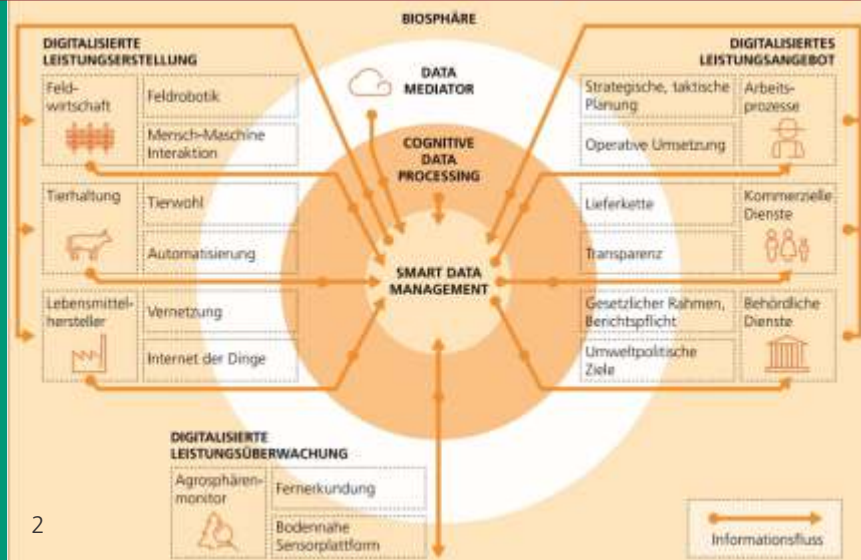 BIOSPHÄRE
DIGITALISIERTE
LEISTUNGSERSTELLUNG
Feld-
wirtschaft
Feldrobotik
Mensch-Maschine
Interaktion
Tierhaltung
Tierwohl
Automatisierung
Lebensmittel-
hersteller
Vernetzung
Internet der Dinge
DATA
MEDIATOR
COGNITIVE
DATA
PROCESSING
SMART DATA
MANAGEMENT
DIGITALISIERTES
LEISTUNGSANGEBOT
Strategische, taktische
Planung
Arbeits-
prozesse
Operative Umsetzung
Lieferkette
Kommerzielle
Dienste
Transparenz
Gesetzlicher Rahmen,
Berichtspflicht
Behördliche
Dienste
Umweltpolitische
Ziele
DIGITALISIERTE
LEISTUNGSÜBERWACHUNG
Agrosphären-
monitor
Fernerkundung
Bodennahe
Sensorplattform
Informationsfluss
2